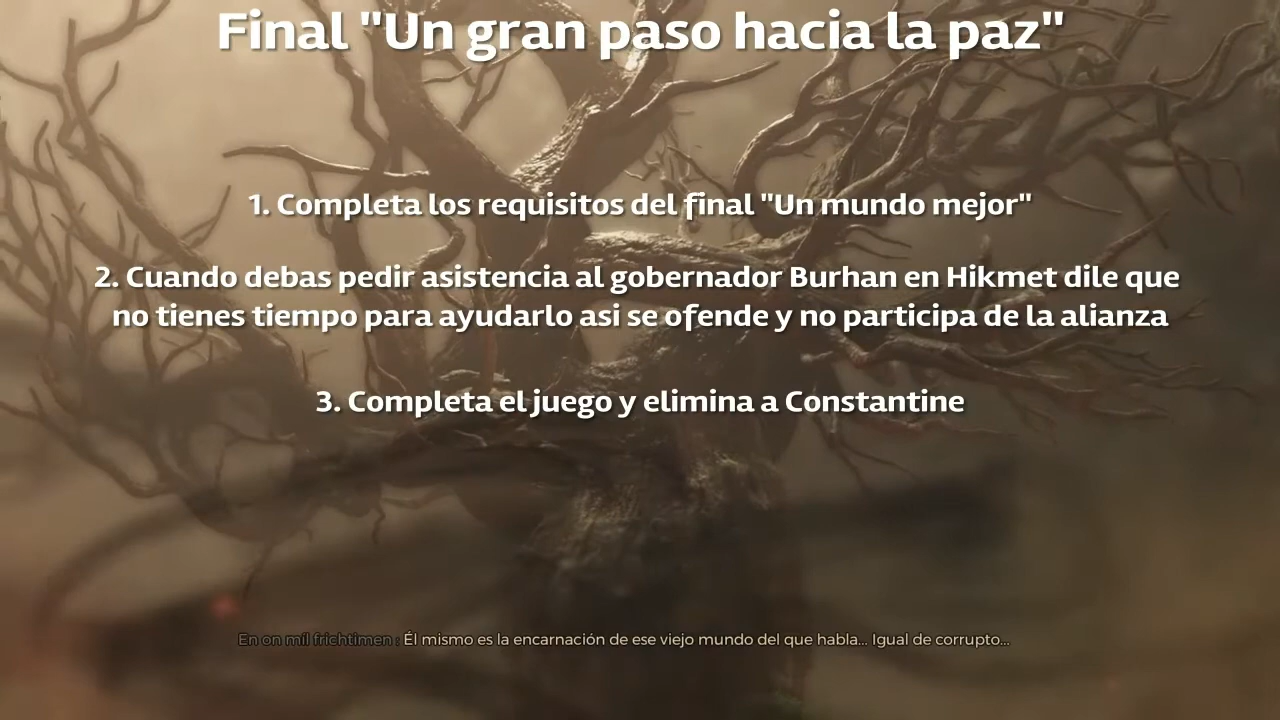 Final "Un gran paso hacia la paz"
1. Completa los requisitos del final "Un mundo mejor"
2. Cuando debas pedir asistencia al gobernador Burhan en Hikmet dile que
no tienes tiempo para ayudarlo asi se ofende y no participa de la alianza
3. Completa el juego y elimina a Constantine
En on míl frichtimen : Él mismo es la encarnación de ese viejo mundo del que habla... Igual de corrupto...